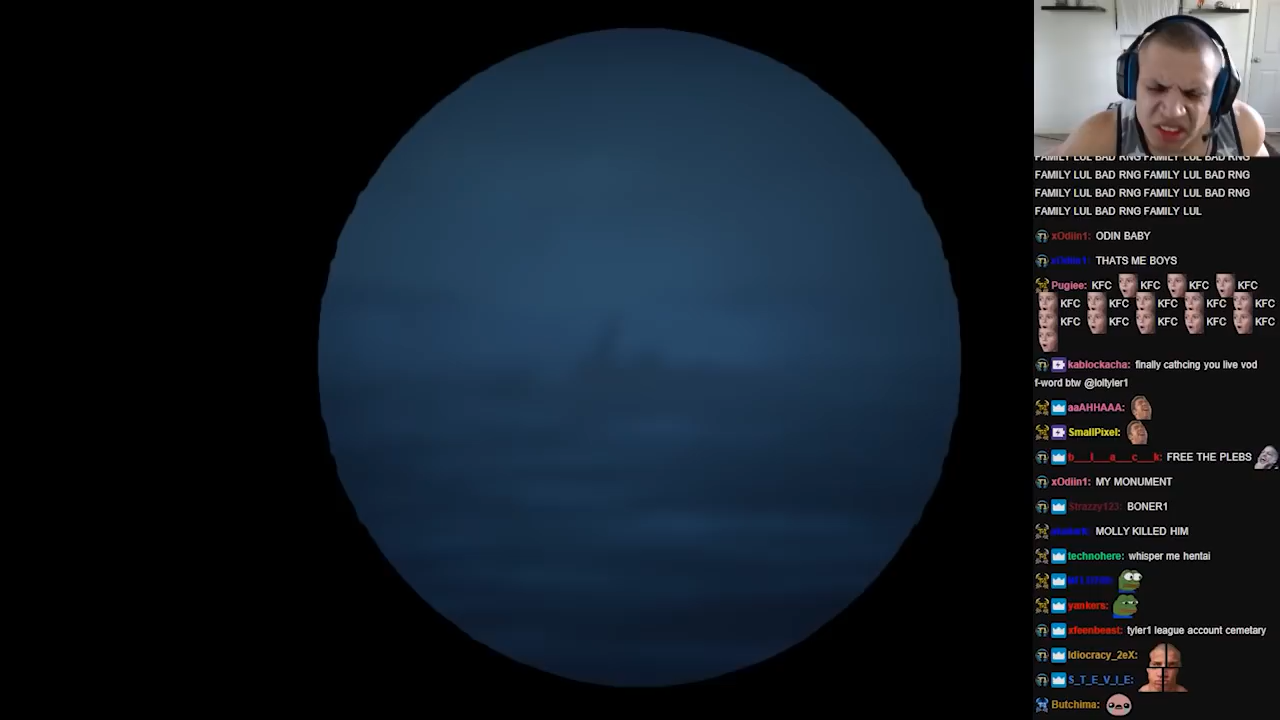 FAMILY LUL BAD RNG FAMILY LUL BAD RNG
FAMILY LUL BAD RNG FAMILY LUL BAD RNG
FAMILY LUL BAD RNG FAMILY LUL BAD RNG
FAMILY LUL BAD RNG FAMILY LUL
xOdiin1: ODIN BABY
xOdiin1: THATS ME BOYS
Pugiee: KFC KFC KFC KFC
KFC KFC KFC KFC KFC
KFC KFC KFC KFC KFC
kablockacha: finally cathcing you live vod
f-word btw @loltyler1
aaAHHAAA:
SmallPixel:
b___l___a___c___k: FREE THE PLEBS
xOdiin1: MY MONUMENT
Strazzy123: BONER1
MOLLY KILLED HIM
technohere: whisper me hentai
yankers:
xfeenbeast: tyler1 league account cemetary
Idiocracy_2eX:
S_T_E_V_I_E:
Butchima: